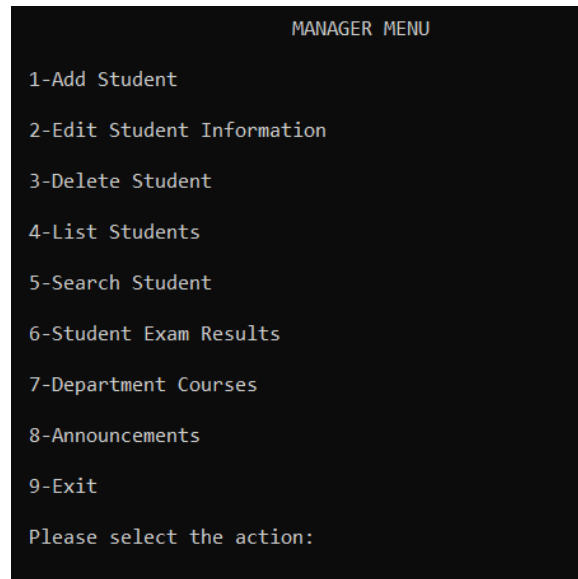 MANAGER MENU
1-Add Student
2-Edit Student Information
3-Delete Student
4-List Students
5-Search Student
6-Student Exam Results
7-Department Courses
8-Announcements
9-Exit
Please select the action: